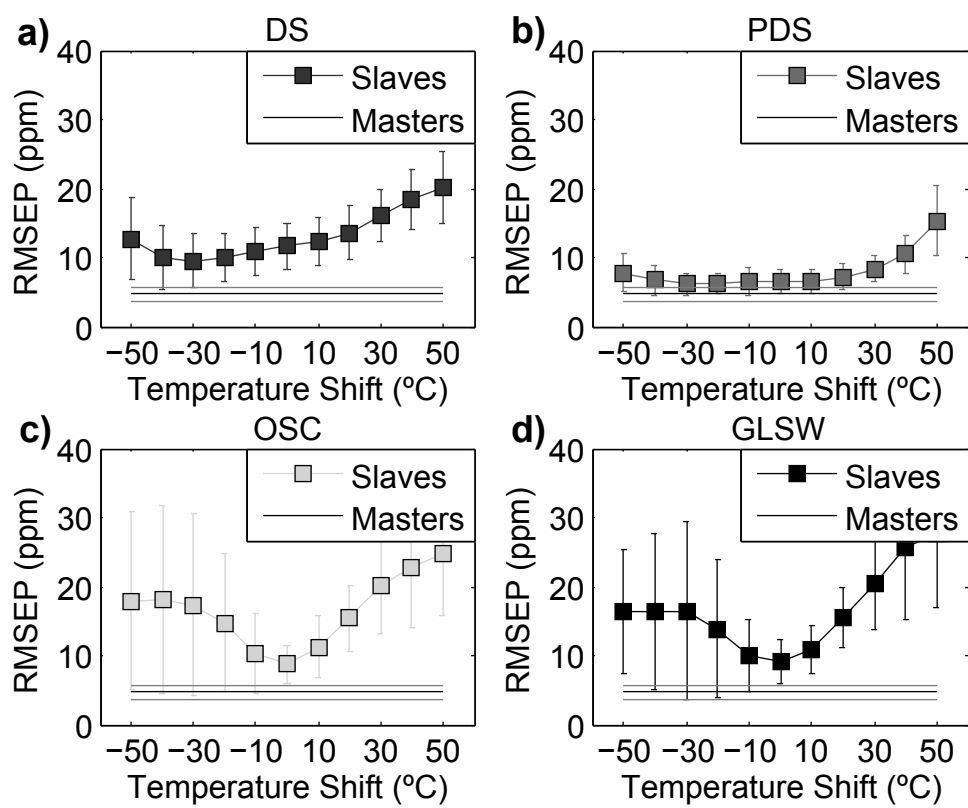 a)
DS
RMSEP (ppm)
40
30
20
10
0
Slaves
Masters
−50 −30 −10 10 30 50
Temperature Shift (ºC)
b)
PDS
RMSEP (ppm)
40
30
20
10
0
Slaves
Masters
−50 −30 −10 10 30 50
Temperature Shift (ºC)
c)
OSC
RMSEP (ppm)
40
30
20
10
0
Slaves
Masters
−50 −30 −10 10 30 50
Temperature Shift (ºC)
d)
GLSW
RMSEP (ppm)
40
30
20
10
0
Slaves
Masters
−50 −30 −10 10 30 50
Temperature Shift (ºC)